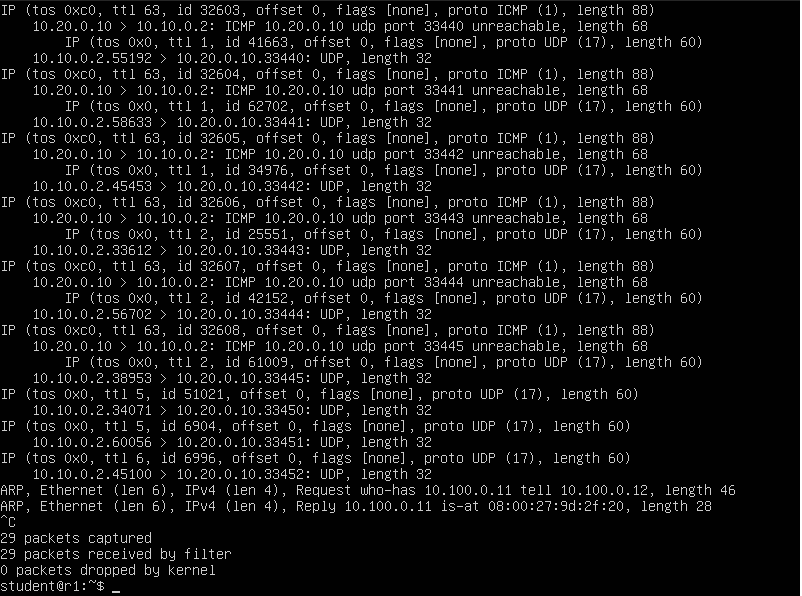 IP (tos 0xc0, ttl 63, id 32603, offset 0, flags [none], proto ICMP (1), length 88)
    10.20.0.10 > 10.10.0.2: ICMP 10.20.0.10 udp port 33440 unreachable, length 68
        IP (tos 0x0, ttl 1, id 41663, offset 0, flags [none], proto UDP (17), length 60)
    10.10.0.2.55192 > 10.20.0.10.33440: UDP, length 32
IP (tos 0xc0, ttl 63, id 32604, offset 0, flags [none], proto ICMP (1), length 88)
    10.20.0.10 > 10.10.0.2: ICMP 10.20.0.10 udp port 33441 unreachable, length 68
        IP (tos 0x0, ttl 1, id 62702, offset 0, flags [none], proto UDP (17), length 60)
    10.10.0.2.58633 > 10.20.0.10.33441: UDP, length 32
IP (tos 0xc0, ttl 63, id 32605, offset 0, flags [none], proto ICMP (1), length 88)
    10.20.0.10 > 10.10.0.2: ICMP 10.20.0.10 udp port 33442 unreachable, length 68
        IP (tos 0x0, ttl 1, id 34976, offset 0, flags [none], proto UDP (17), length 60)
    10.10.0.2.45453 > 10.20.0.10.33442: UDP, length 32
IP (tos 0xc0, ttl 63, id 32606, offset 0, flags [none], proto ICMP (1), length 88)
    10.20.0.10 > 10.10.0.2: ICMP 10.20.0.10 udp port 33443 unreachable, length 68
        IP (tos 0x0, ttl 2, id 25551, offset 0, flags [none], proto UDP (17), length 60)
    10.10.0.2.33612 > 10.20.0.10.33443: UDP, length 32
IP (tos 0xc0, ttl 63, id 32607, offset 0, flags [none], proto ICMP (1), length 88)
    10.20.0.10 > 10.10.0.2: ICMP 10.20.0.10 udp port 33444 unreachable, length 68
        IP (tos 0x0, ttl 2, id 42152, offset 0, flags [none], proto UDP (17), length 60)
    10.10.0.2.56702 > 10.20.0.10.33444: UDP, length 32
IP (tos 0xc0, ttl 63, id 32608, offset 0, flags [none], proto ICMP (1), length 88)
    10.20.0.10 > 10.10.0.2: ICMP 10.20.0.10 udp port 33445 unreachable, length 68
        IP (tos 0x0, ttl 2, id 61009, offset 0, flags [none], proto UDP (17), length 60)
    10.10.0.2.38953 > 10.20.0.10.33445: UDP, length 32
IP (tos 0x0, ttl 5, id 51021, offset 0, flags [none], proto UDP (17), length 60)
    10.10.0.2.34071 > 10.20.0.10.33450: UDP, length 32
IP (tos 0x0, ttl 5, id 6904, offset 0, flags [none], proto UDP (17), length 60)
    10.10.0.2.60056 > 10.20.0.10.33451: UDP, length 32
IP (tos 0x0, ttl 6, id 6996, offset 0, flags [none], proto UDP (17), length 60)
    10.10.0.2.45100 > 10.20.0.10.33452: UDP, length 32
ARP, Ethernet (len 6), IPv4 (len 4), Request who-has 10.100.0.11 tell 10.100.0.12, length 46
ARP, Ethernet (len 6), IPv4 (len 4), Reply 10.100.0.11 is-at 08:00:27:9d:2f:20, length 28
^C
29 packets captured
29 packets received by filter
0 packets dropped by kernel
student@r1:~$ _